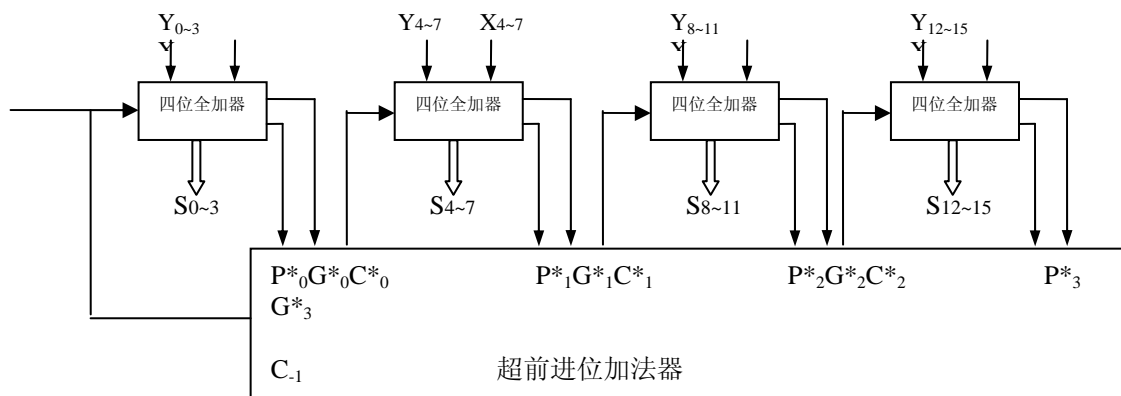 Y0~3 Y4~7 X4~7 Y8~11 Y12~15
四位全加器 四位全加器 四位全加器 四位全加器
S0~3 S4~7 S8~11 S12~15
P*0G*0C*0 P*1G*1C*1 P*2G*2C*2 P*3
G*3
C-1 超前进位加法器